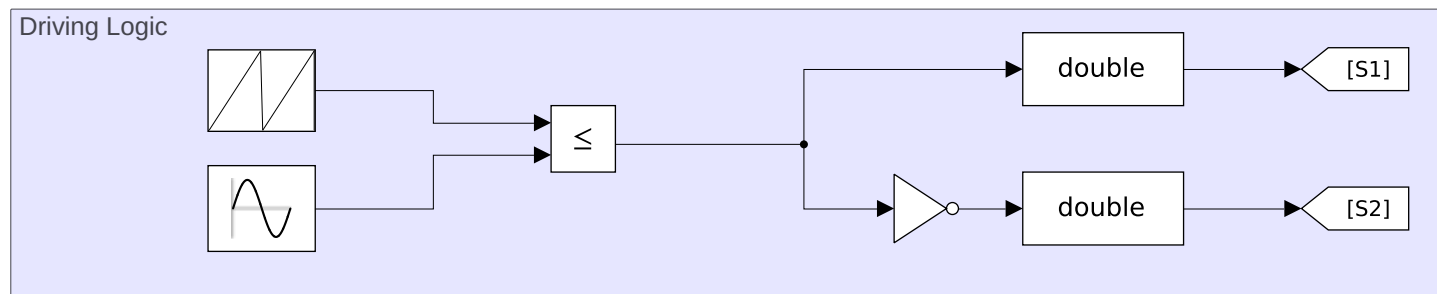 Driving Logic
double
[S1]
≤
double
[S2]